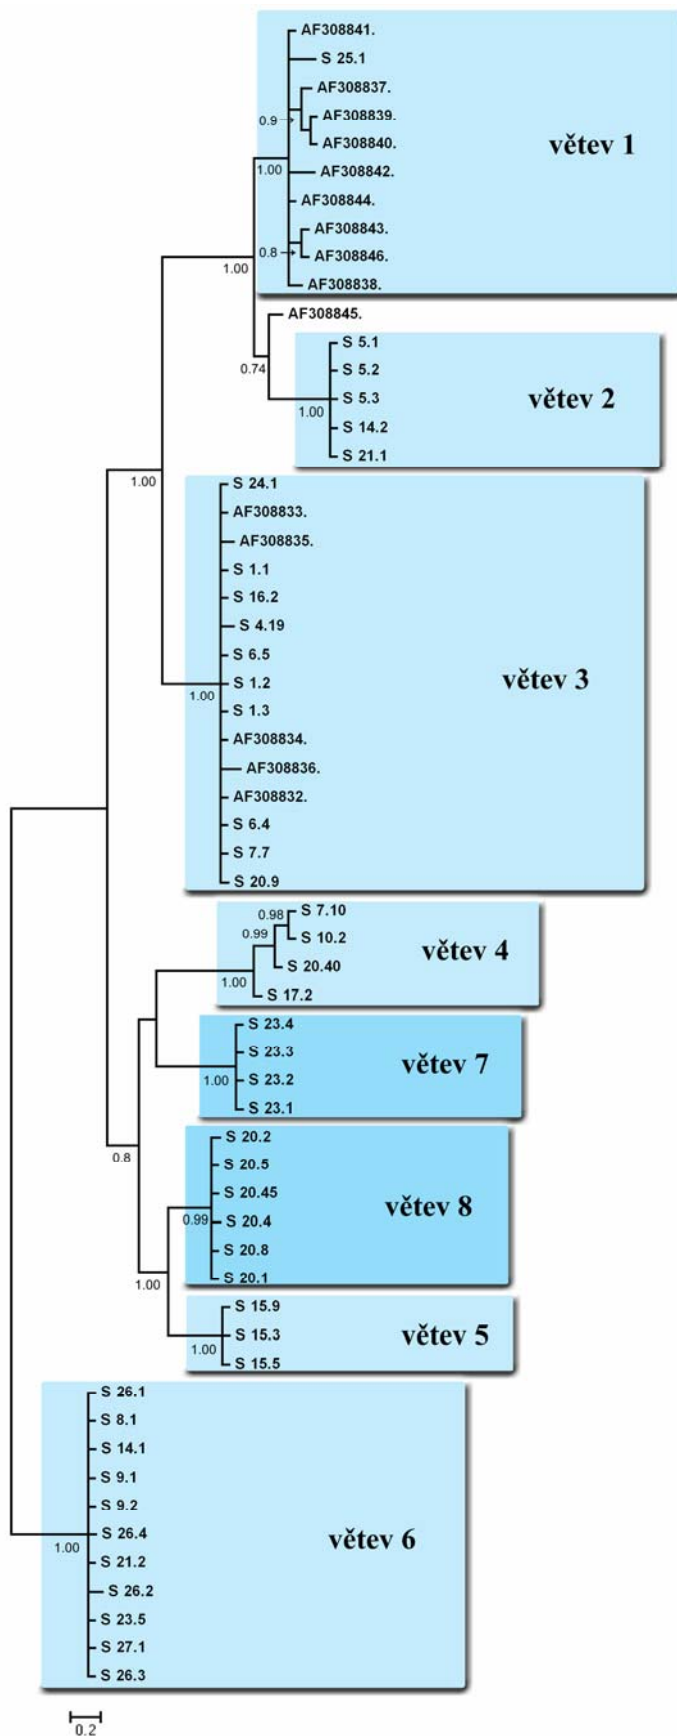 AF308841.
S 25.1
AF308837.
0.9
AF308839.
AF308840.
větev 1
1.00
AF308842.
AF308844.
AF308843.
0.8
AF308846.
1.00
AF308838.
AF308845.
0.74
S 5.1
S 5.2
S 5.3
větev 2
1.00
S 14.2
S 21.1
1.00
S 24.1
AF308833.
AF308835.
S 1.1
S 16.2
S 4.19
S 6.5
S 1.2
větev 3
1.00
S 1.3
AF308834.
AF308836.
AF308832.
S 6.4
S 7.7
S 20.9
0.98
S 7.10
0.99
S 10.2
větev 4
S 20.40
1.00
S 17.2
S 23.4
S 23.3
větev 7
1.00
S 23.2
S 23.1
0.8
S 20.2
S 20.5
S 20.45
větev 8
0.99
S 20.4
S 20.8
S 20.1
1.00
S 15.9
S 15.3
větev 5
1.00
S 15.5
S 26.1
S 8.1
S 14.1
S 9.1
S 9.2
S 26.4
větev 6
1.00
S 21.2
S 26.2
S 23.5
S 27.1
S 26.3
0.2